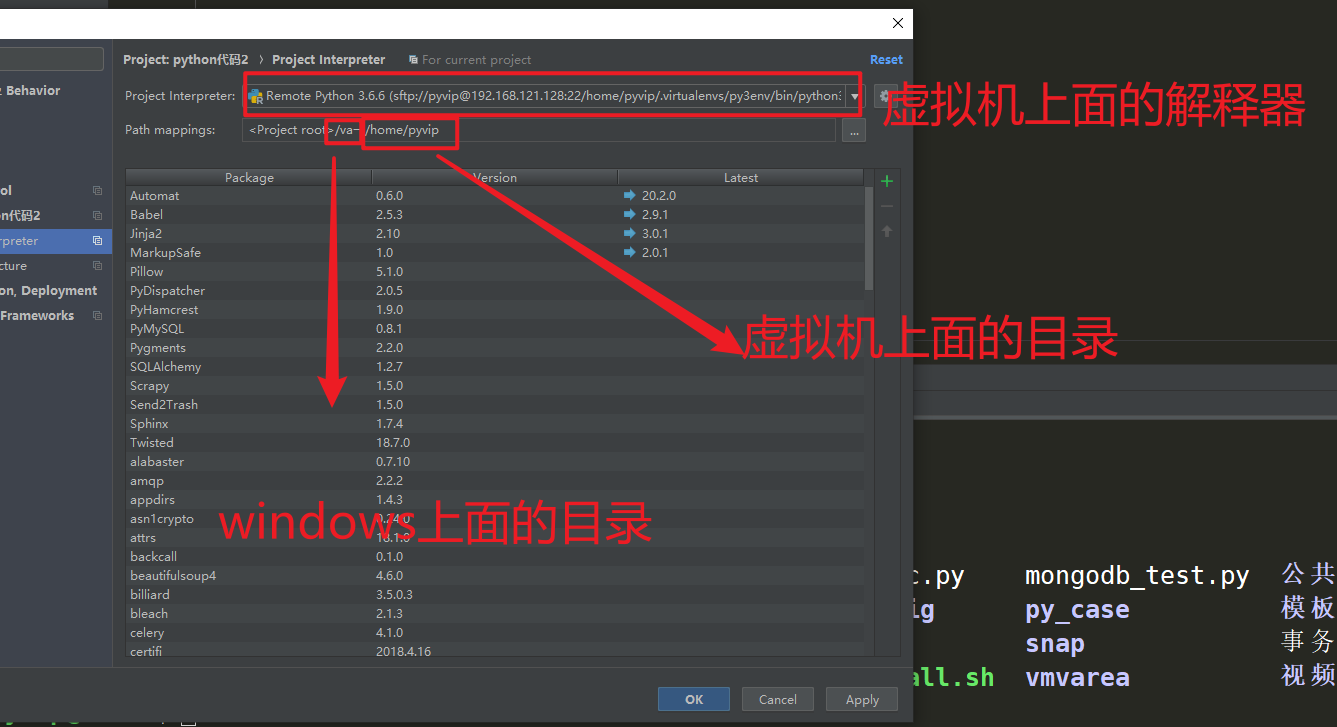 Project: python代码2 › Project Interpreter For current project Reset
Behavior
Project Interpreter: Remote Python 3.6.6 (sftp://pyvip@192.168.121.128:22/home/pyvip/.virtualenvs/py3env/bin/python3
虚拟机上面的解释器
Path mappings: <Project root>/va→/home/pyvip ...
Package Version Latest
Automat 0.6.0 20.2.0
Babel 2.5.3 2.9.1
Jinja2 2.10 3.0.1
MarkupSafe 1.0 2.0.1
Pillow 5.1.0
PyDispatcher 2.0.5
PyHamcrest 1.9.0
PyMySQL 0.8.1
Pygments 2.2.0
SQLAlchemy 1.2.7
Scrapy 1.5.0
Send2Trash 1.5.0
Sphinx 1.7.4
Twisted 18.7.0
alabaster 0.7.10
amqp 2.2.2
appdirs 1.4.3
asn1crypto 0.24.0
attrs 18.1.0
backcall 0.1.0
beautifulsoup4 4.6.0
billiard 3.5.0.3
bleach 2.1.3
celery 4.1.0
certifi 2018.4.16
ol
n代码2
rpreter
cture
on, Deployment
Frameworks
虚拟机上面的目录
windows上面的目录
c.py mongodb_test.py 公共
ig py_case 模板
snap 事务
all.sh vmvarea 视频
OK Cancel Apply